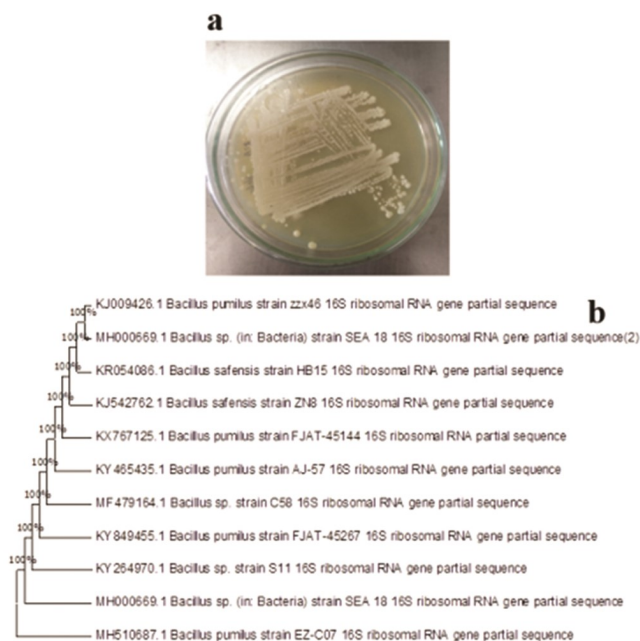 a
b
100% KJ009426.1 Bacillus pumilus strain zzx46 16S ribosomal RNA gene partial sequence
100% MH000669.1 Bacillus sp. (in: Bacteria) strain SEA 18 16S ribosomal RNA gene partial sequence(2)
100% KR054086.1 Bacillus safensis strain HB15 16S ribosomal RNA gene partial sequence
100% KJ542762.1 Bacillus safensis strain ZN8 16S ribosomal RNA gene partial sequence
100% KX767125.1 Bacillus pumilus strain FJAT-45144 16S ribosomal RNA partial sequence
100% KY465435.1 Bacillus pumilus strain AJ-57 16S ribosomal RNA gene partial sequence
100% MF479164.1 Bacillus sp. strain C58 16S ribosomal RNA gene partial sequence
KY849455.1 Bacillus pumilus strain FJAT-45267 16S ribosomal RNA gene partial sequence
100% KY264970.1 Bacillus sp. strain S11 16S ribosomal RNA gene partial sequence
MH000669.1 Bacillus sp. (in: Bacteria) strain SEA 18 16S ribosomal RNA gene partial sequence
MH510687.1 Bacillus pumilus strain EZ-C07 16S ribosomal RNA gene partial sequence